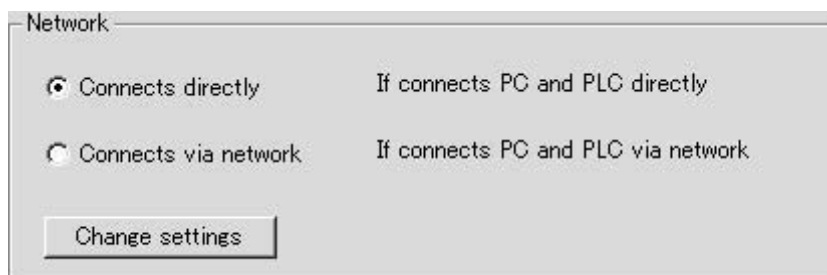 Network
Connects directly If connects PC and PLC directly
Connects via network If connects PC and PLC via network
Change settings